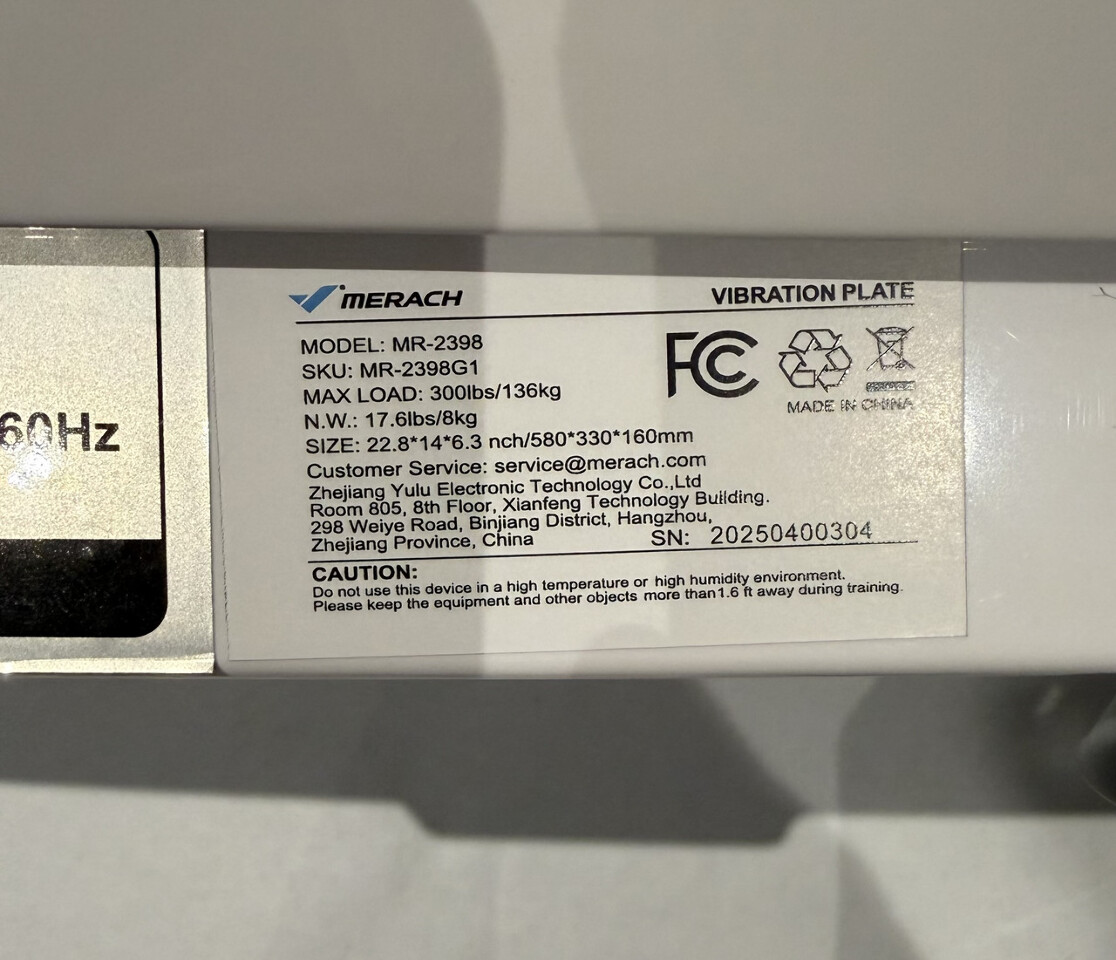 60Hz
MERACH
VIBRATION PLATE
MODEL: MR-2398
SKU: MR-2398G1
MAX LOAD: 300lbs/136kg
N.W.: 17.6lbs/8kg
SIZE: 22.8*14*6.3 nch/580*330*160mm
FC
MADE IN CHINA
Customer Service: service@merach.com
Zhejiang Yulu Electronic Technology Co.,Ltd
Room 805, 8th Floor, Xianfeng Technology Building.
298 Weiye Road, Binjiang District, Hangzhou,
Zhejiang Province, China
SN: 20250400304
CAUTION:
Do not use this device in a high temperature or high humidity environment.
Please keep the equipment and other objects more than1.6 ft away during training.